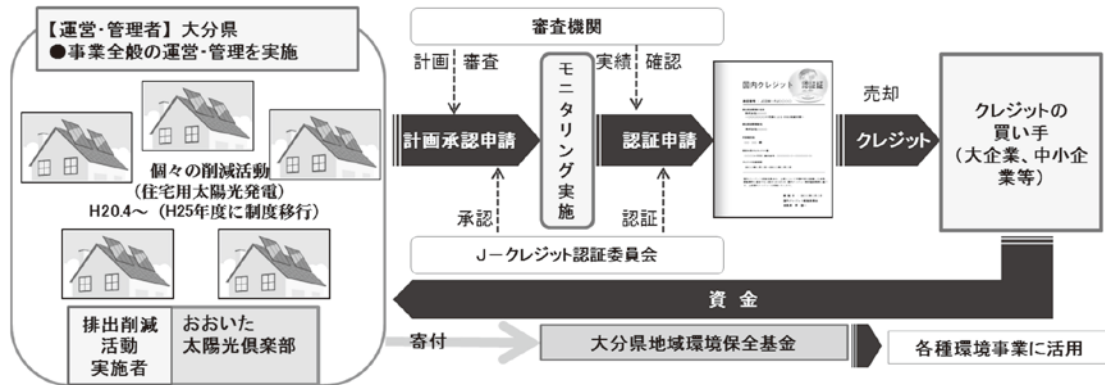 【運営・管理者】大分県
●事業全般の運営・管理を実施
個々の削減活動
(住宅用太陽光発電)
H20.4～（H25年度に制度移行)
排出削減
活動
実施者
おおいた
太陽光倶楽部
審査機関
計画
審査
実績
確認
計画承認申請
モニタリング実施
認証申請
承認
認証
J－クレジット認証委員会
国内クレジット 認証証
売却
クレジット
クレジットの
買い手
(大企業、中小企
業等)
資金
寄付
大分県地域環境保全基金
各種環境事業に活用